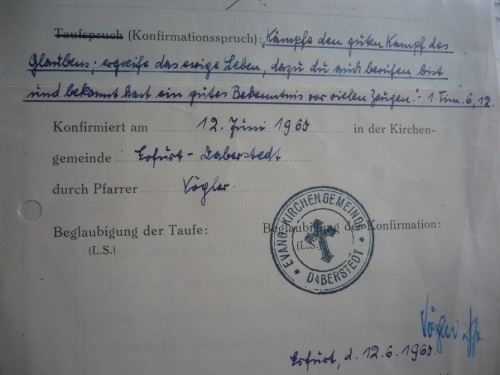 Taufspruch (Konfirmationsspruch): „Kämpfe den guten Kampf des
Glaubens; ergreife das ewige Leben, dazu du auch berufen bist
und bekannt hast ein gutes Bekenntnis vor vielen Zeugen." 1. Tim. 6,12.
Konfirmiert am 12. Juni 1960 in der Kirchen-
gemeinde Erfurt-Daberstedt
durch Pfarrer Vögler.
Beglaubigung der Taufe: Beglaubigung der Konfirmation:
(L.S.) (L.S.)
EVANG. KIRCHENGEMEINDE * DABERSTEDT *
Vögler
Erfurt, d. 12.6.1960.